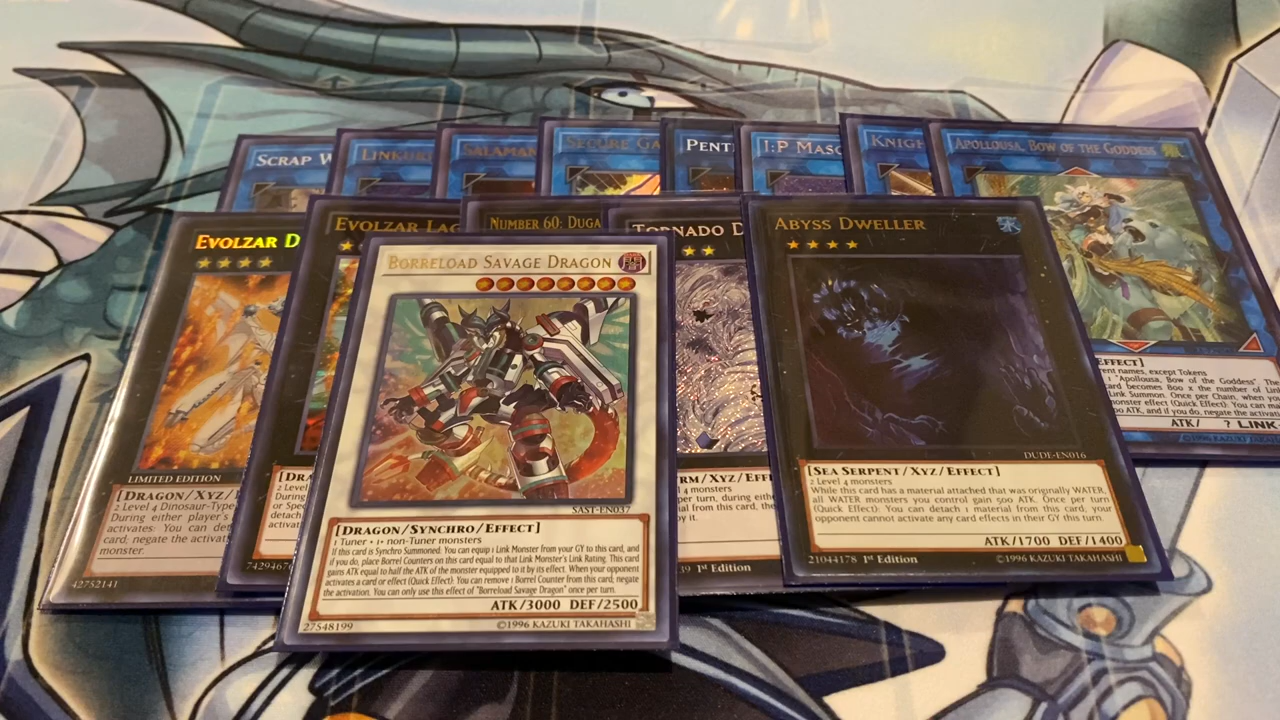 SCRAP W
LINKURI
SALAMAN
SECURE GA
PENT
I:P MASC
KNIGH
APOLLOUSA, BOW OF THE GODDESS
EVOLZAR D
EVOLZAR LAG
NUMBER 60: DUGA
TORNADO D
ABYSS DWELLER
BORRELOAD SAVAGE DRAGON
LIMITED EDITION
[DRAGON/XYZ/
2 Level 4 Dinosaur-Type
During either player's
activates: You can det
card; negate the activat
monster.
42752141
[DRA
2 Level
During
or Spec
detach
activat
7429467
SAST-EN037
[DRAGON/SYNCHRO/EFFECT]
1 Tuner + 1+ non-Tuner monsters
If this card is Synchro Summoned: You can equip 1 Link Monster from your GY to this card, and
if you do, place Borrel Counters on this card equal to that Link Monster's Link Rating. This card
gains ATK equal to half the ATK of the monster equipped to it by its effect. When your opponent
activates a card or effect (Quick Effect): You can remove 1 Borrel Counter from this card; negate
the activation. You can only use this effect of "Borreload Savage Dragon" once per turn.
ATK/3000 DEF/2500
27548199
©1996 KAZUKI TAKAHASHI
YRM/XYZ/EFF
4 monsters
per turn, during eithe
ial from this card, the
by it.
39 1st Edition
DUDE-EN016
[SEA SERPENT/XYZ/EFFECT]
2 Level 4 monsters
While this card has a material attached that was originally WATER,
all WATER monsters you control gain 500 ATK. Once per turn
(Quick Effect): You can detach 1 material from this card; your
opponent cannot activate any card effects in their GY this turn.
ATK/1700 DEF/1400
21044178 1st Edition
©1996 KAZUKI TAKAHASHI
EFFECT]
rent names, except Tokens
1 "Apollousa, Bow of the Goddess". The
card becomes 800 x the number of Lin
Link Summon. Once per Chain, when you
monster effect (Quick Effect): You can ma
00 ATK, and if you do, negate the activati
ATK/ ? LINK-
©1996 KAZUKI TAKAHASHI